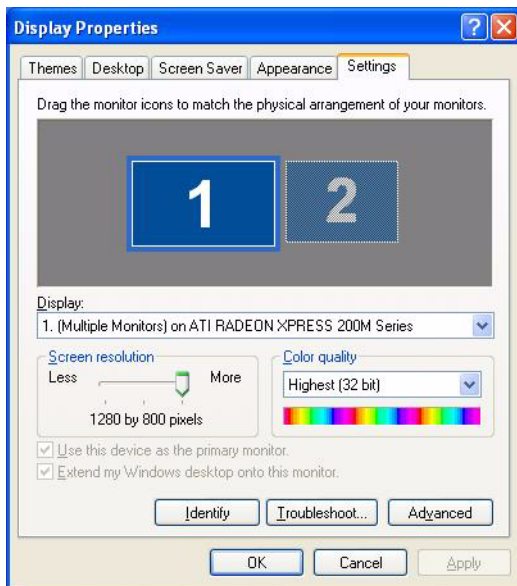 Display Properties
Themes Desktop Screen Saver Appearance Settings
Drag the monitor icons to match the physical arrangement of your monitors.
1 2
Display:
1. (Multiple Monitors) on ATI RADEON XPRESS 200M Series
Screen resolution
Less More
1280 by 800 pixels
Color quality
Highest (32 bit)
Use this device as the primary monitor.
Extend my Windows desktop onto this monitor.
Identify Troubleshoot... Advanced
OK Cancel Apply